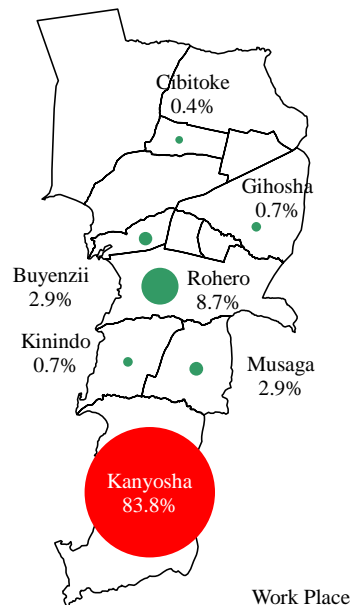 Cibitoke
0.4%
Gihosha
0.7%
Buyenzii
2.9%
Rohero
8.7%
Kinindo
0.7%
Musaga
2.9%
Kanyosha
83.8%
Work Place